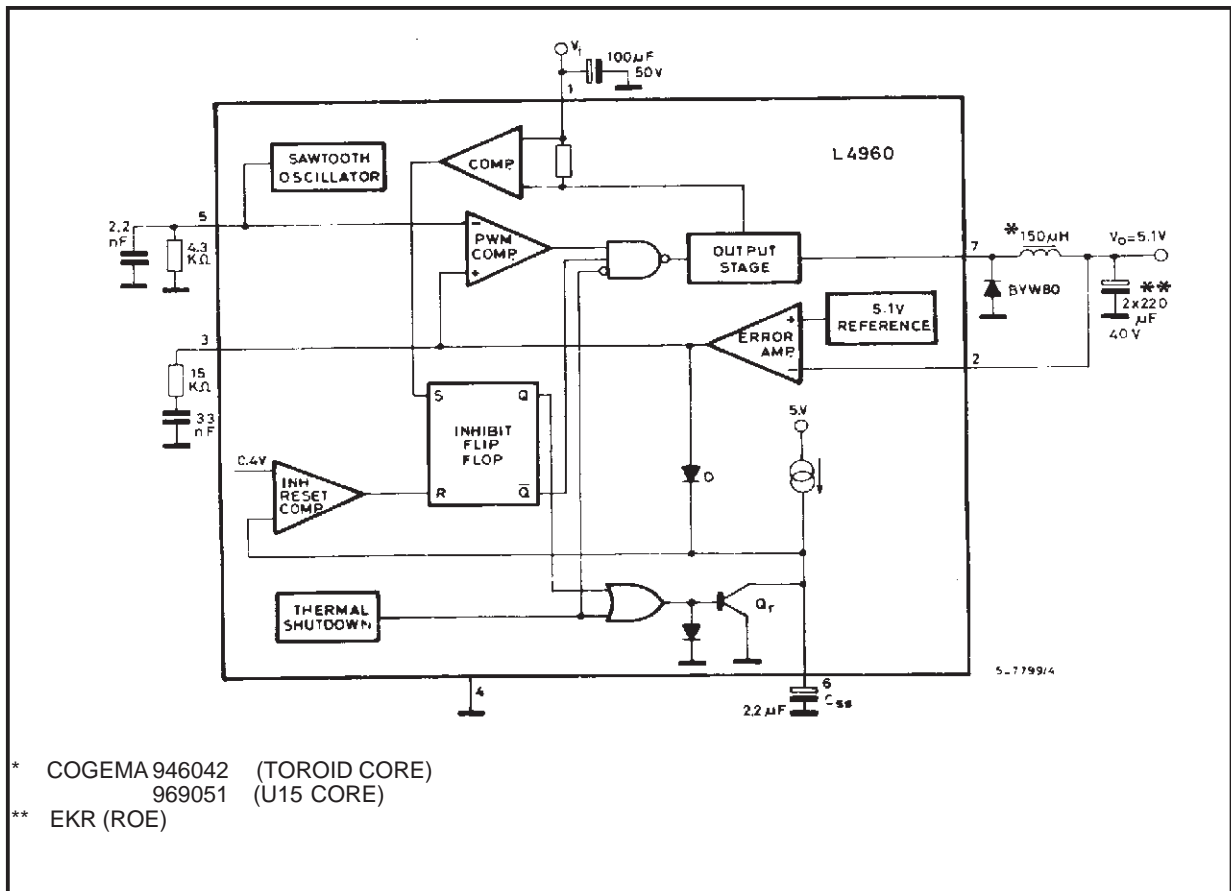 Vi
100µF
50V
1
L4960
SAWTOOTH
OSCILLATOR
COMP.
5
2.2
nF
4.3
KΩ
-
PWM
COMP.
+
OUTPUT
STAGE
7
* 150µH
Vo=5.1V
BYW80
**
2x220
µF
40V
5.1V
REFERENCE
+
ERROR
AMP.
-
2
3
15
KΩ
33
nF
S Q
INHIBIT
FLIP
FLOP
R Q̅
5V
D
0.4V
INH
RESET
COMP.
THERMAL
SHUTDOWN
Qr
4
6
Css
2.2µF
S-7799/4
* COGEMA 946042 (TOROID CORE)
969051 (U15 CORE)
** EKR (ROE)